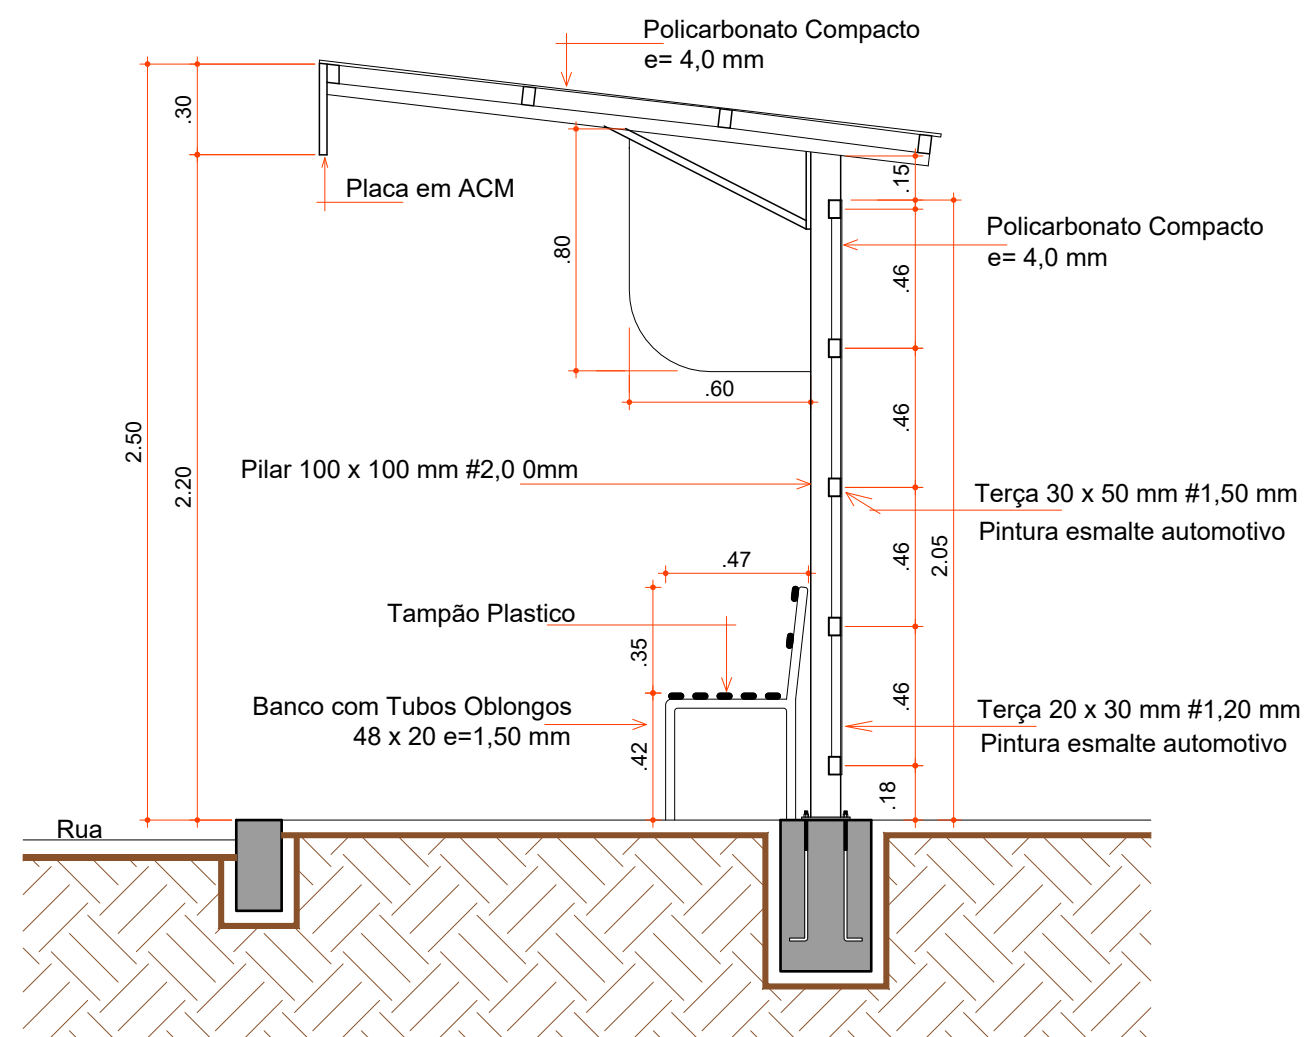 Policarbonato Compacto
e= 4,0 mm
.30
Placa em ACM
.15
Policarbonato Compacto
e= 4,0 mm
.80
.46
.60
.46
2.50
2.20
Pilar 100 x 100 mm #2,0 0mm
Terça 30 x 50 mm #1,50 mm
Pintura esmalte automotivo
.46
2.05
.47
Tampão Plastico
.35
.46
Banco com Tubos Oblongos
48 x 20 e=1,50 mm
.42
Terça 20 x 30 mm #1,20 mm
Pintura esmalte automotivo
.18
Rua